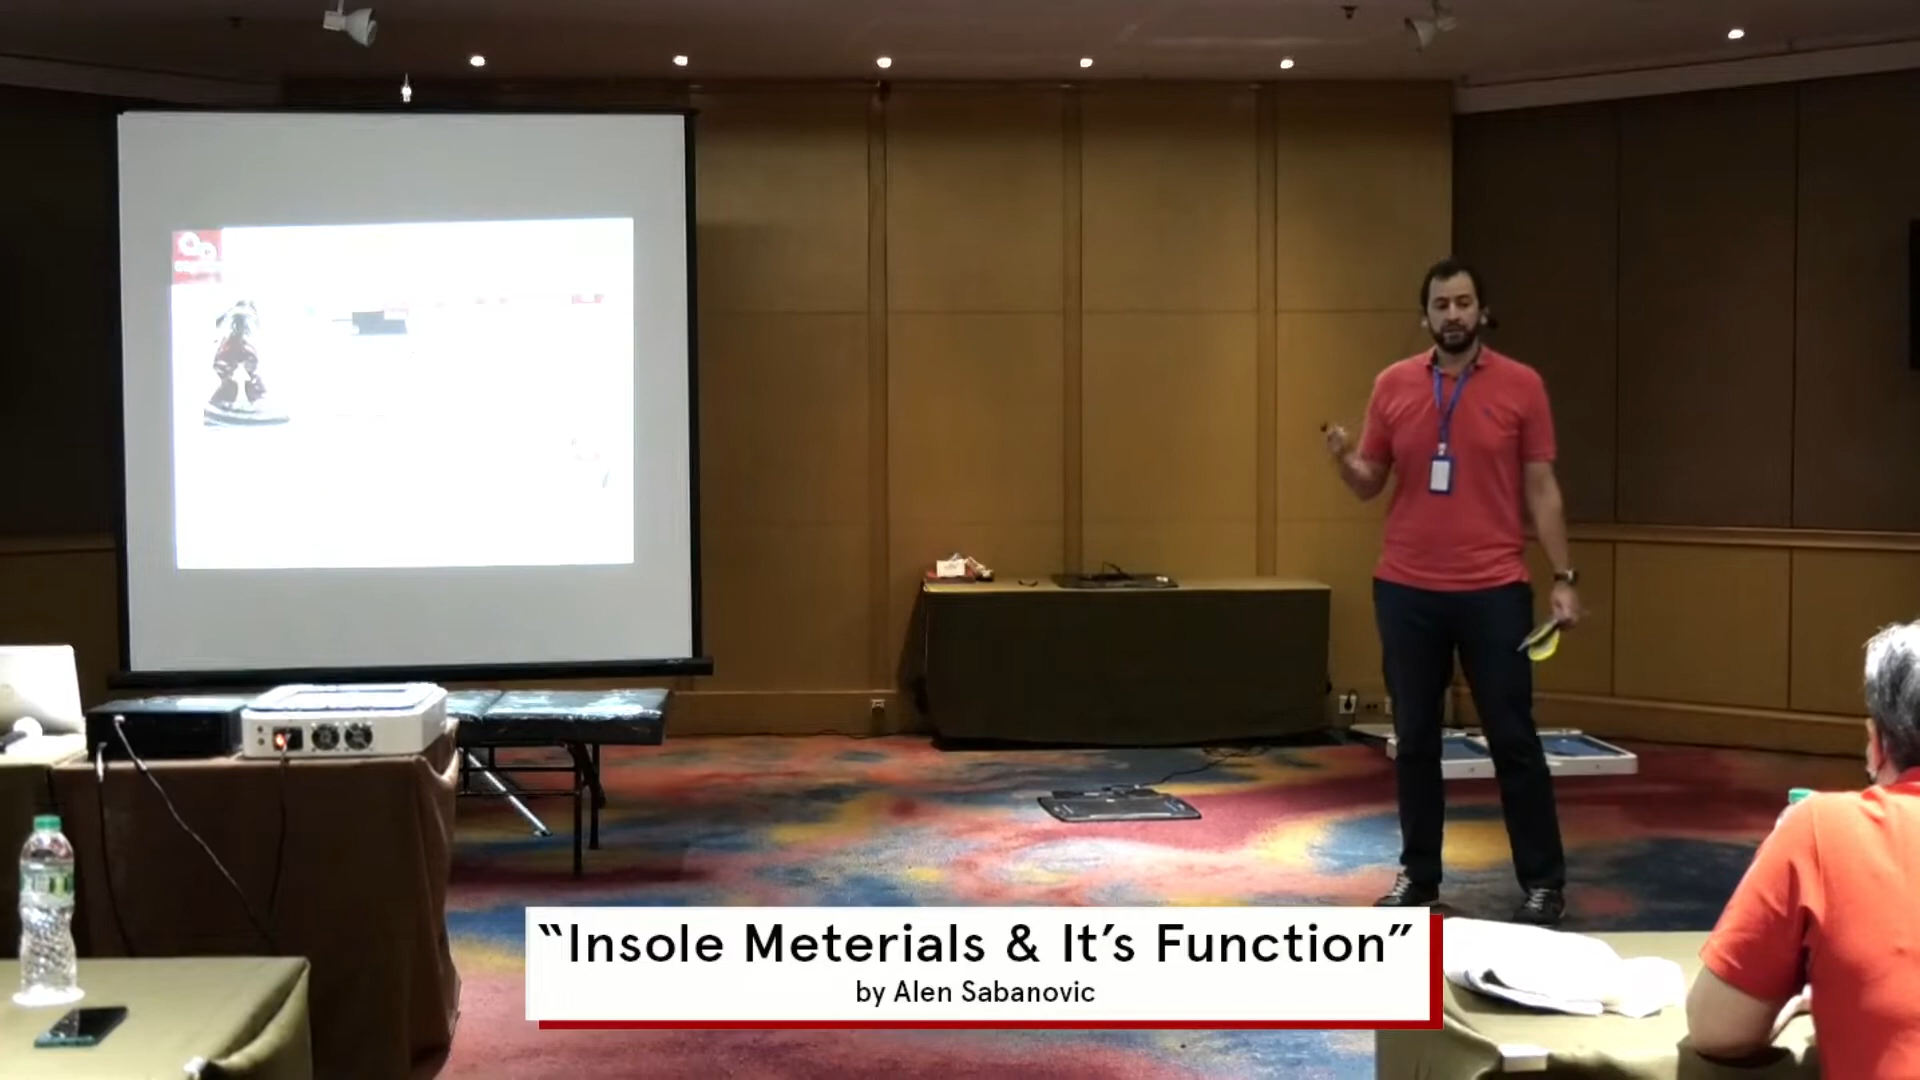 “Insole Meterials & It’s Function”
by Alen Sabanovic